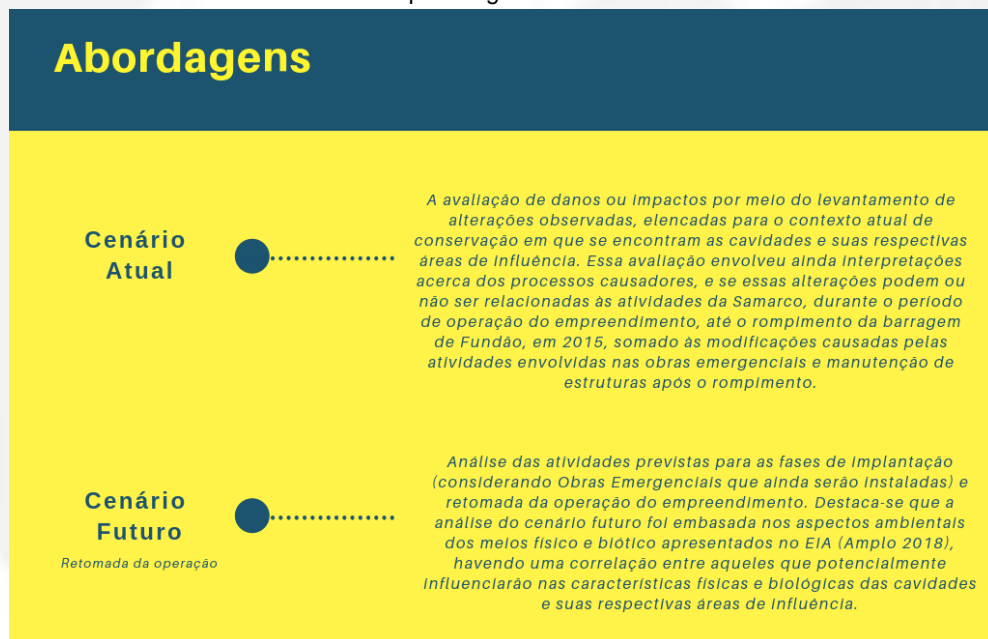 Abordagens
Cenário
Atual
A avaliação de danos ou impactos por meio do levantamento de
alterações observadas, elencadas para o contexto atual de
conservação em que se encontram as cavidades e suas respectivas
áreas de influência. Essa avaliação envolveu ainda interpretações
acerca dos processos causadores, e se essas alterações podem ou
não ser relacionadas às atividades da Samarco, durante o período
de operação do empreendimento, até o rompimento da barragem
de Fundão, em 2015, somado às modificações causadas pelas
atividades envolvidas nas obras emergenciais e manutenção de
estruturas após o rompimento.
Cenário
Futuro
Retomada da operação
Análise das atividades previstas para as fases de implantação
(considerando Obras Emergenciais que ainda serão instaladas) e
retomada da operação do empreendimento. Destaca-se que a
análise do cenário futuro foi embasada nos aspectos ambientais
dos meios físico e biótico apresentados no EIA (Amplo 2018),
havendo uma correlação entre aqueles que potencialmente
influenciarão nas características físicas e biológicas das cavidades
e suas respectivas áreas de influência.